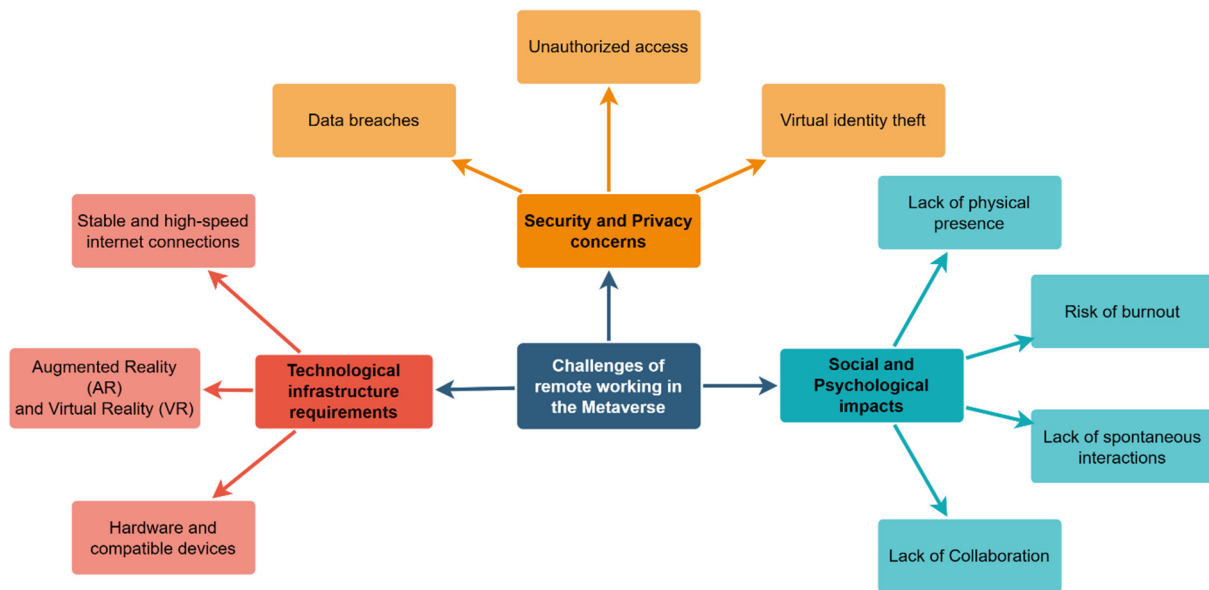 Unauthorized access
Data breaches
Virtual identity theft
Security and Privacy
concerns
Stable and high-speed
internet connections
Lack of physical
presence
Risk of burnout
Augmented Reality
(AR)
and Virtual Reality (VR)
Technological
infrastructure
requirements
Challenges of
remote working in
the Metaverse
Social and
Psychological
impacts
Lack of spontaneous
interactions
Hardware and
compatible devices
Lack of Collaboration